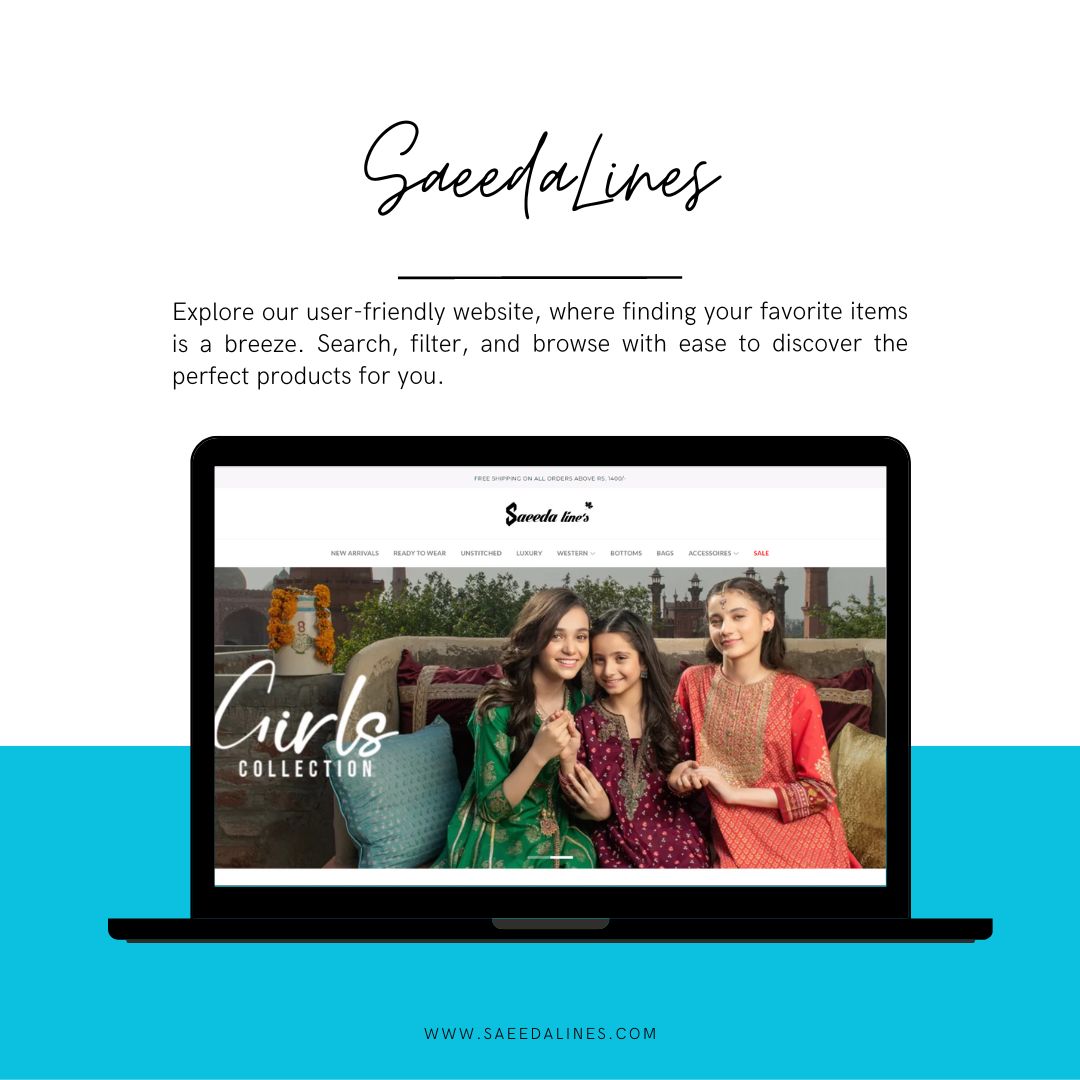 SaeedaLines
Explore our user-friendly website, where finding your favorite items
is a breeze. Search, filter, and browse with ease to discover the
perfect products for you.
FREE SHIPPING ON ALL ORDERS ABOVE RS. 1400/-
Saeeda line's
NEW ARRIVALS READY TO WEAR UNSTITCHED LUXURY WESTERN BOTTOMS BAGS ACCESSOIRES SALE
8
Girls
COLLECTION
WWW.SAEEDALINES.COM